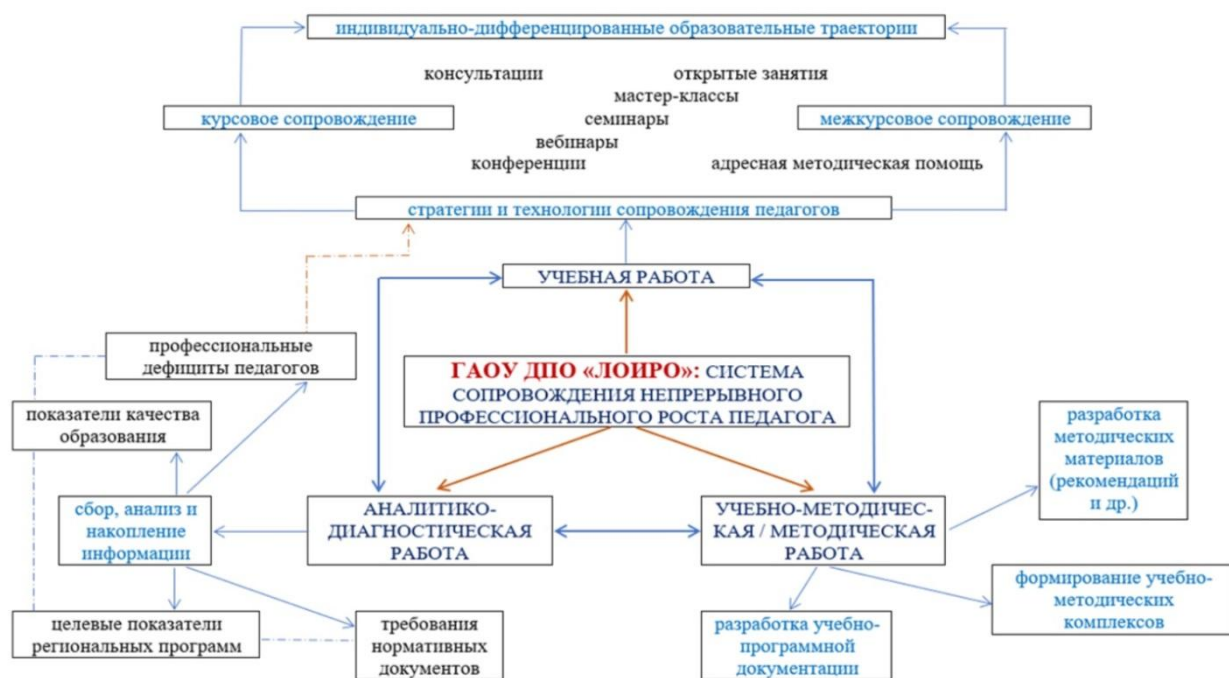 индивидуально-дифференцированные образовательные траектории
консультации
открытые занятия
мастер-классы
курсовое сопровождение
семинары
межкурсовое сопровождение
вебинары
конференции
адресная методическая помощь
стратегии и технологии сопровождения педагогов
УЧЕБНАЯ РАБОТА
профессиональные
дефициты педагогов
ГАОУ ДПО «ЛОИРО»: СИСТЕМА
СОПРОВОЖДЕНИЯ НЕПРЕРЫВНОГО
ПРОФЕССИОНАЛЬНОГО РОСТА ПЕДАГОГА
показатели качества
образования
разработка
методических
материалов
(рекомендаций
и др.)
сбор, анализ и
накопление
информации
АНАЛИТИКО-
ДИАГНОСТИЧЕСКАЯ
РАБОТА
УЧЕБНО-МЕТОДИЧЕС-
КАЯ / МЕТОДИЧЕСКАЯ
РАБОТА
формирование учебно-
методических
комплексов
целевые показатели
региональных программ
требования
нормативных
документов
разработка учебно-
программной
документации